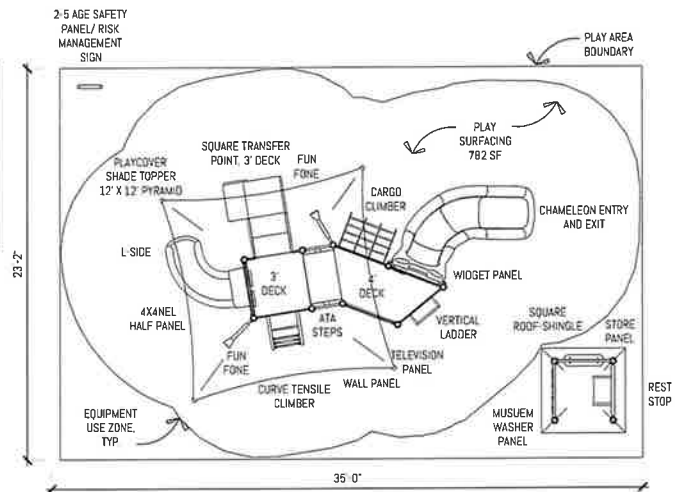 2-5 AGE SAFETY
PANEL/ RISK
MANAGEMENT
SIGN
PLAY AREA
BOUNDARY
PLAY
SURFACING
782 SF
SQUARE TRANSFER
POINT, 3' DECK
FUN
FONE
PLAYCOVER
SHADE TOPPER
12' X 12' PYRAMID
CARGO
CLIMBER
CHAMELEON ENTRY
AND EXIT
L-SIDE
3'
DECK
4'
DECK
WIDGET PANEL
23'-2"
4X4NEL
HALF PANEL
ATA
STEPS
VERTICAL
LADDER
SQUARE
ROOF-SHINGLE
STORE
PANEL
FUN
FONE
TELEVISION
PANEL
WALL PANEL
CURVE TENSILE
CLIMBER
REST
STOP
EQUIPMENT
USE ZONE,
TYP.
MUSUEM
WASHER
PANEL
35'-0"